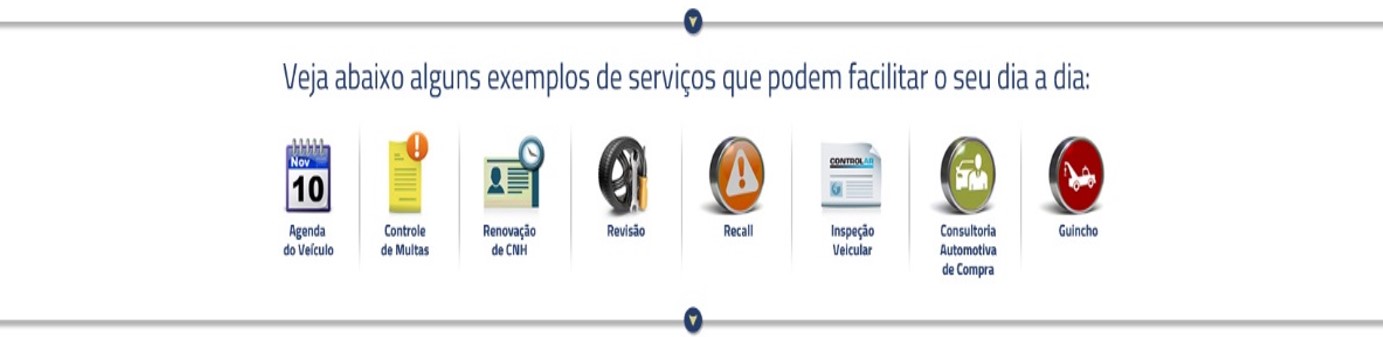 Veja abaixo alguns exemplos de serviços que podem facilitar o seu dia a dia:
Nov
10
Agenda
do Veículo
Controle
de Multas
Renovação
de CNH
Revisão
Recall
CONTROLAR
Inspeção
Veicular
Consultoria
Automotiva
de Compra
Guincho